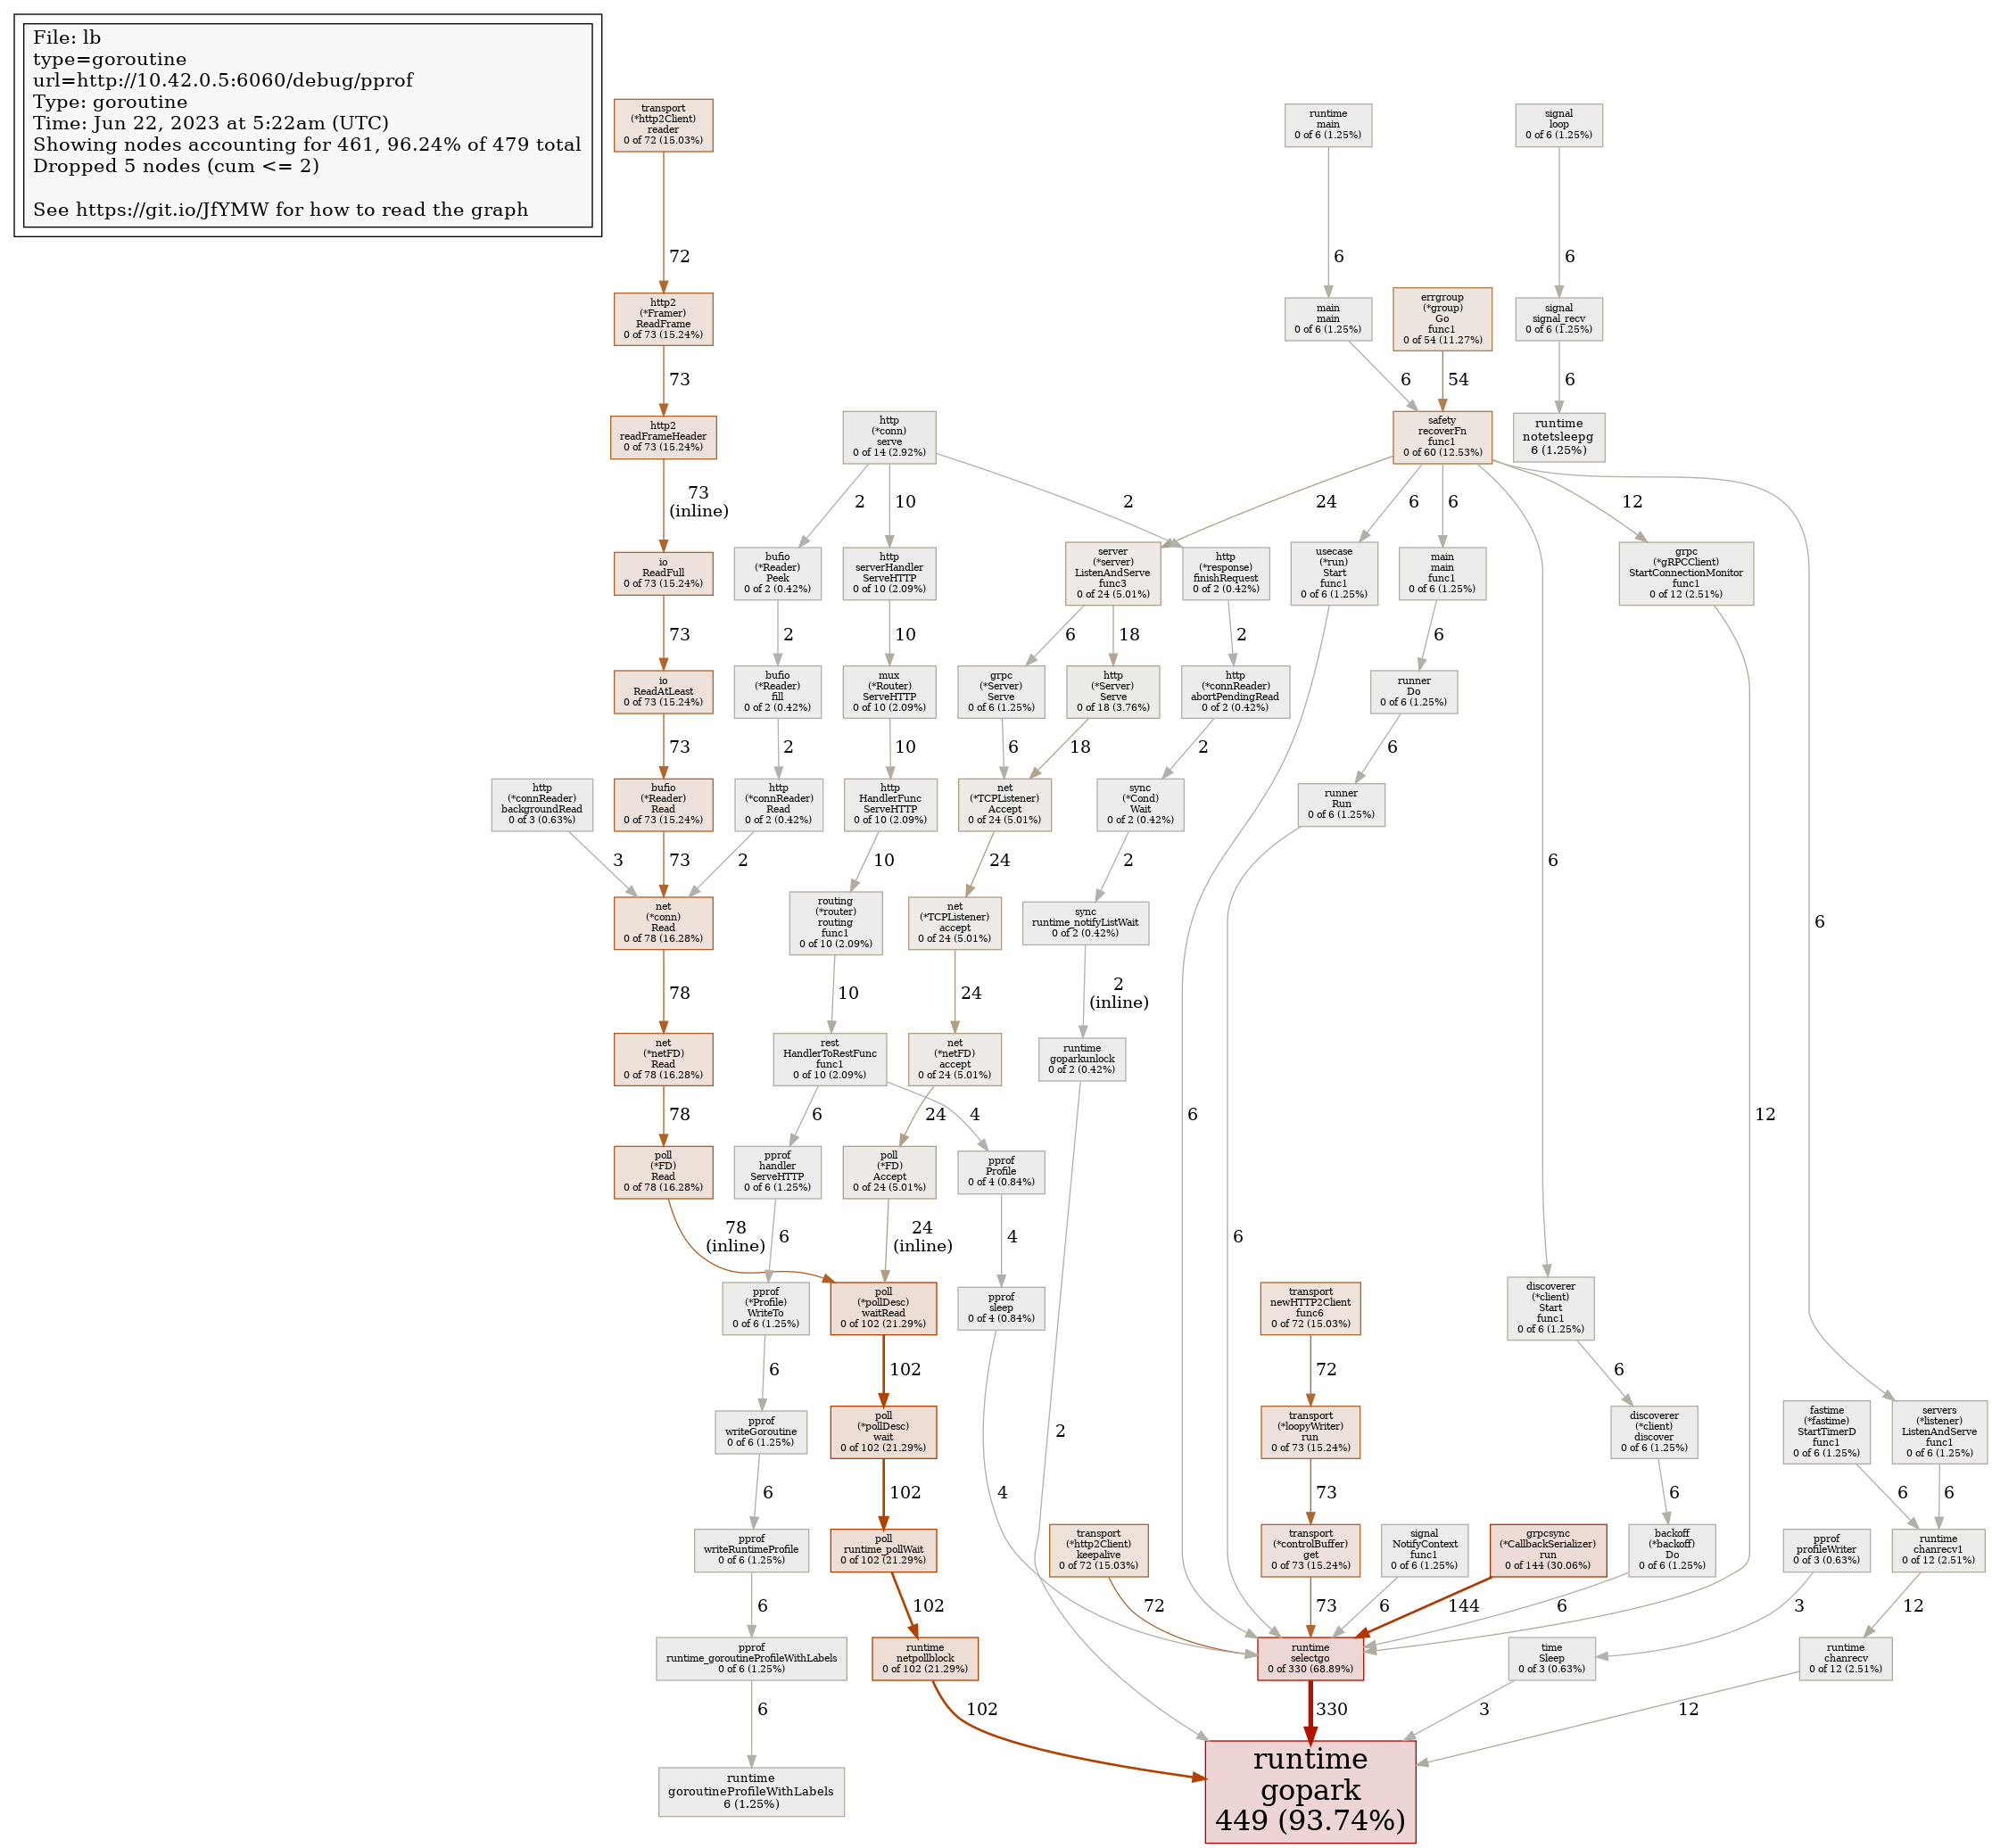 File: lb
type=goroutine
url=http://10.42.0.5:6060/debug/pprof
Type: goroutine
Time: Jun 22, 2023 at 5:22am (UTC)
Showing nodes accounting for 461, 96.24% of 479 total
Dropped 5 nodes (cum <= 2)
See https://git.io/JfYMW for how to read the graph
transport
(*http2Client)
reader
0 of 72 (15.03%)
runtime
main
0 of 6 (1.25%)
signal
loop
0 of 6 (1.25%)
72
6
6
http2
(*Framer)
ReadFrame
0 of 73 (15.24%)
main
main
0 of 6 (1.25%)
errgroup
(*group)
Go
func1
0 of 54 (11.27%)
signal
signal_recv
0 of 6 (1.25%)
73
6
54
6
http2
readFrameHeader
0 of 73 (15.24%)
http
(*conn)
serve
0 of 14 (2.92%)
safety
recoverFn
func1
0 of 60 (12.53%)
runtime
notetsleepg
6 (1.25%)
73
(inline)
2
10
2
24
6
6
12
io
ReadFull
0 of 73 (15.24%)
bufio
(*Reader)
Peek
0 of 2 (0.42%)
http
serverHandler
ServeHTTP
0 of 10 (2.09%)
server
(*server)
ListenAndServe
func3
0 of 24 (5.01%)
http
(*response)
finishRequest
0 of 2 (0.42%)
usecase
(*run)
Start
func1
0 of 6 (1.25%)
main
main
func1
0 of 6 (1.25%)
grpc
(*gRPCClient)
StartConnectionMonitor
func1
0 of 12 (2.51%)
73
2
10
6
18
2
6
io
ReadAtLeast
0 of 73 (15.24%)
bufio
(*Reader)
fill
0 of 2 (0.42%)
mux
(*Router)
ServeHTTP
0 of 10 (2.09%)
grpc
(*Server)
Serve
0 of 6 (1.25%)
http
(*Server)
Serve
0 of 18 (3.76%)
http
(*connReader)
abortPendingRead
0 of 2 (0.42%)
runner
Do
0 of 6 (1.25%)
73
2
10
6
18
2
6
http
(*connReader)
backgroundRead
0 of 3 (0.63%)
bufio
(*Reader)
Read
0 of 73 (15.24%)
http
(*connReader)
Read
0 of 2 (0.42%)
http
HandlerFunc
ServeHTTP
0 of 10 (2.09%)
net
(*TCPListener)
Accept
0 of 24 (5.01%)
sync
(*Cond)
Wait
0 of 2 (0.42%)
runner
Run
0 of 6 (1.25%)
3
73
2
10
24
2
6
6
net
(*conn)
Read
0 of 78 (16.28%)
routing
(*router)
routing
func1
0 of 10 (2.09%)
net
(*TCPListener)
accept
0 of 24 (5.01%)
sync
runtime_notifyListWait
0 of 2 (0.42%)
78
10
24
2
(inline)
net
(*netFD)
Read
0 of 78 (16.28%)
rest
HandlerToRestFunc
func1
0 of 10 (2.09%)
net
(*netFD)
accept
0 of 24 (5.01%)
runtime
goparkunlock
0 of 2 (0.42%)
78
6
24
4
6
12
poll
(*FD)
Read
0 of 78 (16.28%)
pprof
handler
ServeHTTP
0 of 6 (1.25%)
poll
(*FD)
Accept
0 of 24 (5.01%)
pprof
Profile
0 of 4 (0.84%)
78
(inline)
6
24
(inline)
4
6
pprof
(*Profile)
WriteTo
0 of 6 (1.25%)
poll
(*pollDesc)
waitRead
0 of 102 (21.29%)
pprof
sleep
0 of 4 (0.84%)
transport
newHTTP2Client
func6
0 of 72 (15.03%)
discoverer
(*client)
Start
func1
0 of 6 (1.25%)
6
102
72
6
pprof
writeGoroutine
0 of 6 (1.25%)
poll
(*pollDesc)
wait
0 of 102 (21.29%)
transport
(*loopyWriter)
run
0 of 73 (15.24%)
discoverer
(*client)
discover
0 of 6 (1.25%)
fastime
(*fastime)
StartTimerD
func1
0 of 6 (1.25%)
servers
(*listener)
ListenAndServe
func1
0 of 6 (1.25%)
6
102
4
2
73
6
6
6
pprof
writeRuntimeProfile
0 of 6 (1.25%)
poll
runtime_pollWait
0 of 102 (21.29%)
transport
(*http2Client)
keepalive
0 of 72 (15.03%)
transport
(*controlBuffer)
get
0 of 73 (15.24%)
signal
NotifyContext
func1
0 of 6 (1.25%)
grpcsync
(*CallbackSerializer)
run
0 of 144 (30.06%)
backoff
(*backoff)
Do
0 of 6 (1.25%)
pprof
profileWriter
0 of 3 (0.63%)
runtime
chanrecv1
0 of 12 (2.51%)
6
102
72
73
6
144
6
3
12
pprof
runtime_goroutineProfileWithLabels
0 of 6 (1.25%)
runtime
netpollblock
0 of 102 (21.29%)
runtime
selectgo
0 of 330 (68.89%)
time
Sleep
0 of 3 (0.63%)
runtime
chanrecv
0 of 12 (2.51%)
6
102
330
3
12
runtime
goroutineProfileWithLabels
6 (1.25%)
runtime
gopark
449 (93.74%)